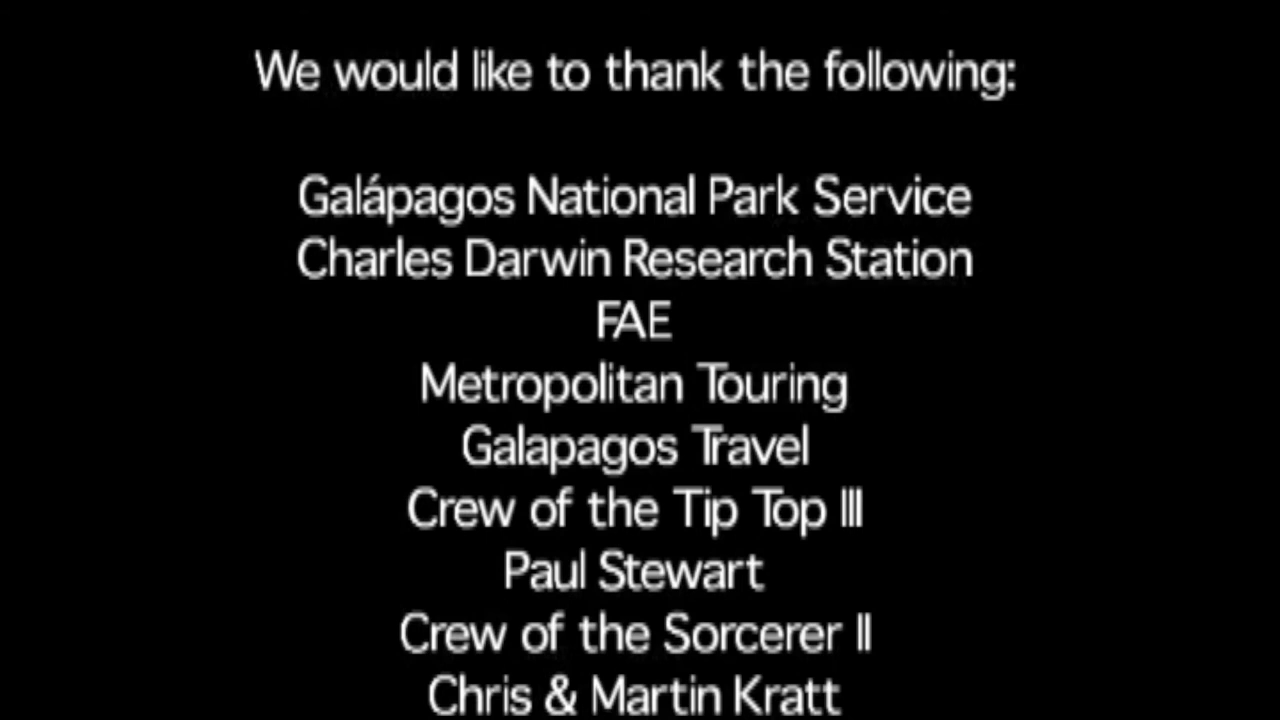 We would like to thank the following:
Galápagos National Park Service
Charles Darwin Research Station
FAE
Metropolitan Touring
Galapagos Travel
Crew of the Tip Top III
Paul Stewart
Crew of the Sorcerer II
Chris & Martin Kratt